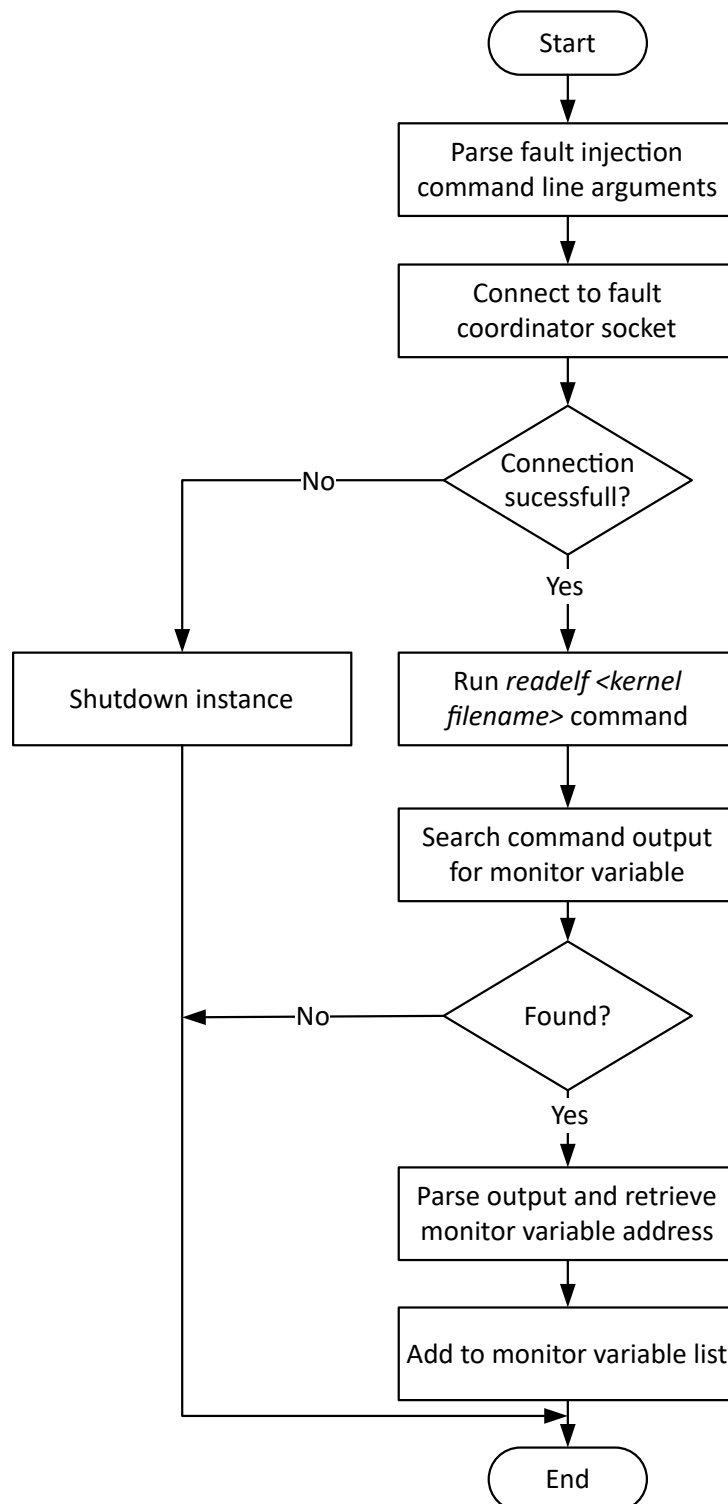 Start
Parse fault injection
command line arguments
Connect to fault
coordinator socket
Connection
sucessfull?
No
Yes
Shutdown instance
Run readelf <kernel
filename> command
Search command output
for monitor variable
Found?
No
Yes
Parse output and retrieve
monitor variable address
Add to monitor variable list
End